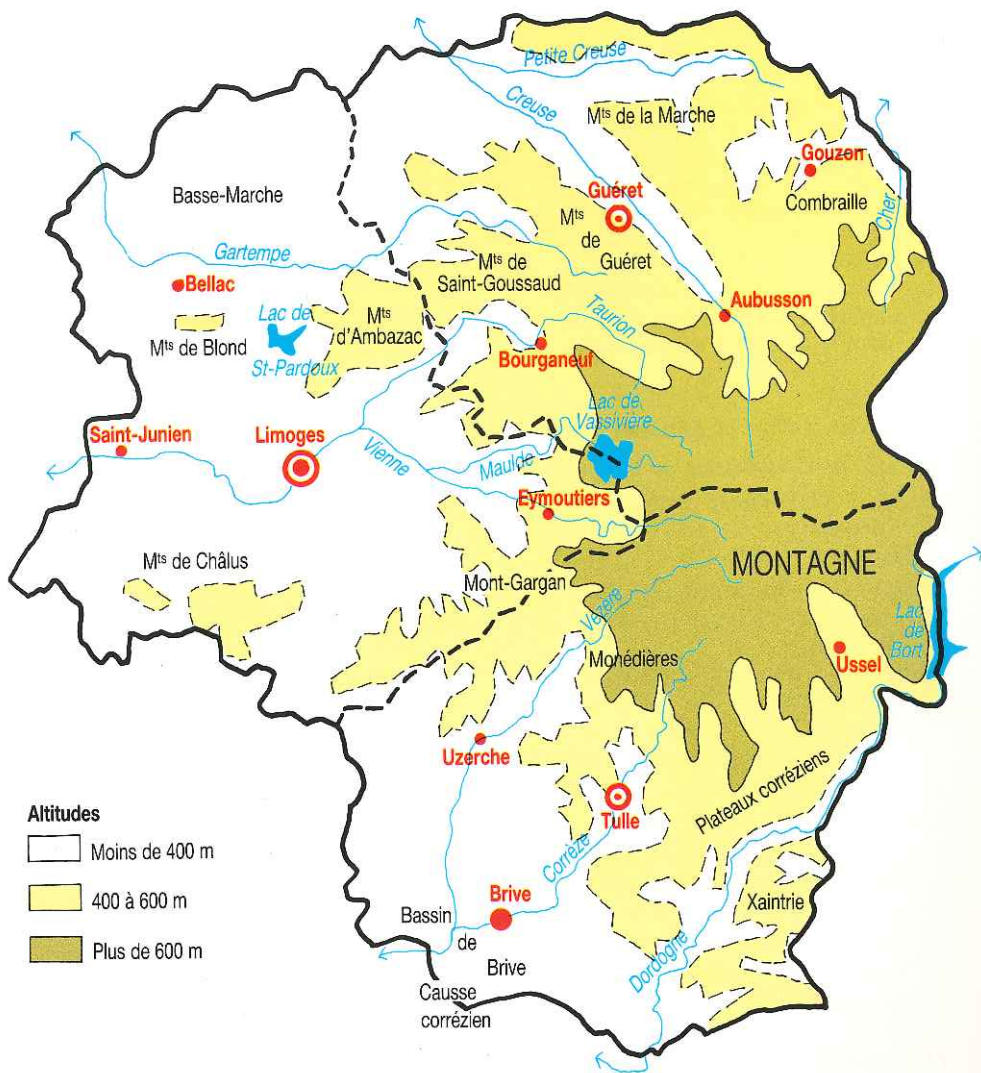 Petite Creuse
Creuse
Mts de la Marche
Gouzon
Combraille
Cher
Basse-Marche
Guéret
Mts
de
Guéret
Gartempe
Mts de
Saint-Goussaud
Bellac
Aubusson
Lac de
St-Pardoux
Mts
d'Ambazac
Taurion
Mts de Blond
Bourganeuf
Lac de
Vassivière
Saint-Junien
Limoges
Vienne
Maulde
Eymoutiers
Mts de Châlus
Mont-Gargan
MONTAGNE
Vézère
Lac
de
Bort
Monédières
Ussel
Uzerche
Tulle
Plateaux corréziens
Altitudes
Moins de 400 m
400 à 600 m
Plus de 600 m
Corrèze
Brive
Xaintrie
Bassin
de
Brive
Dordogne
Causse
corrézien